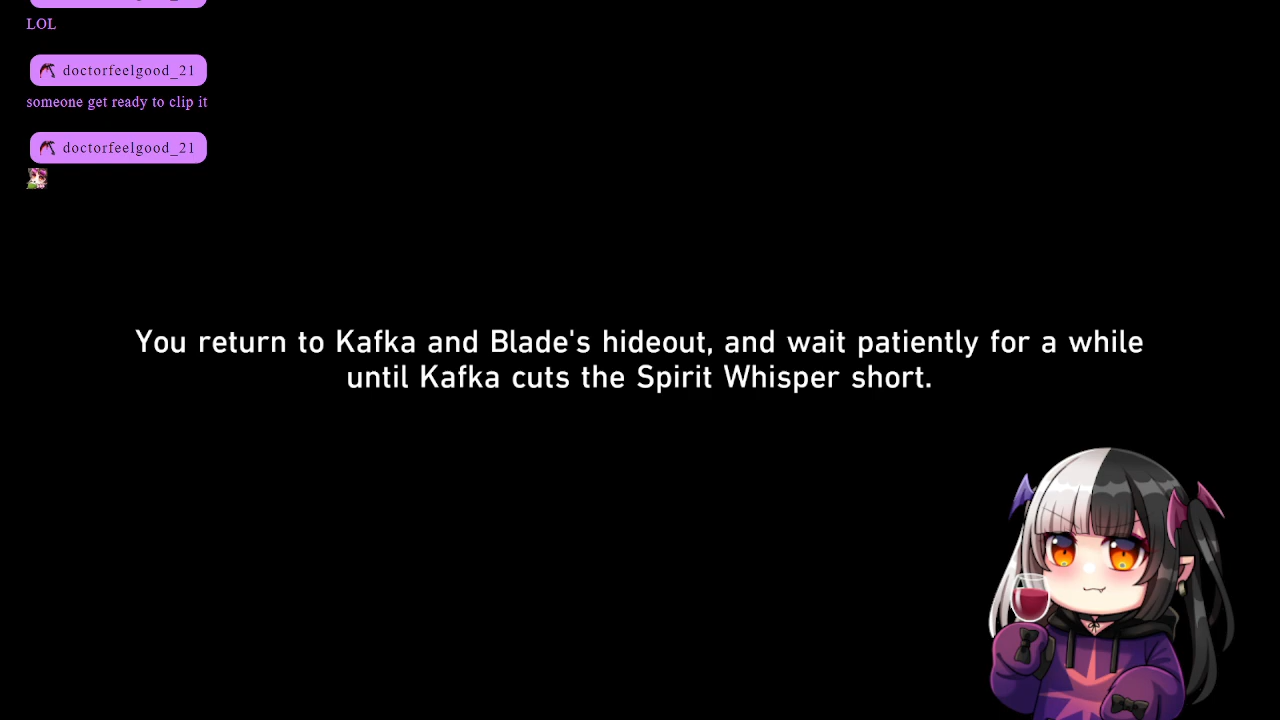 LOL
doctorfeelgood_21
someone get ready to clip it
doctorfeelgood_21
You return to Kafka and Blade's hideout, and wait patiently for a while
until Kafka cuts the Spirit Whisper short.